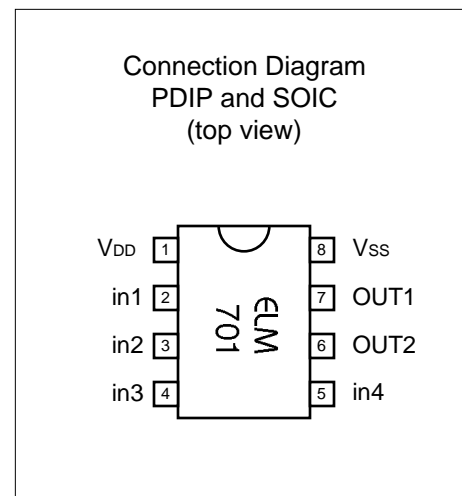 Connection Diagram
PDIP and SOIC
(top view)
VDD 1 8 VSS
in1 2 7 OUT1
in2 3 6 OUT2
in3 4 5 in4
ELM
701